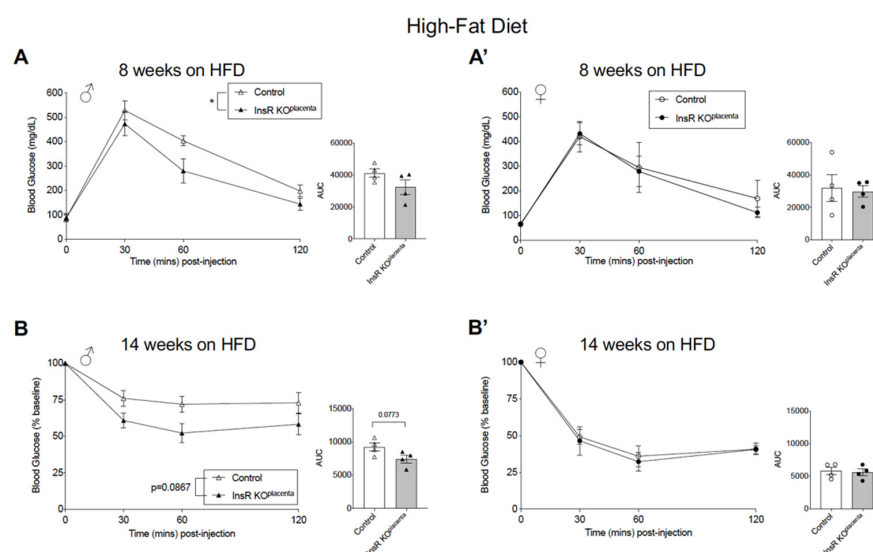 High-Fat Diet
A
8 weeks on HFD
Blood Glucose (mg/dL)
600
500
400
300
200
100
0
0 30 60 120
Time (mins) post-injection
*
Control
InsR KOplacenta
AUC
60000
40000
20000
0
Control
InsR KOplacenta
A'
8 weeks on HFD
Blood Glucose (mg/dL)
600
500
400
300
200
100
0
0 30 60 120
Time (mins) post-injection
Control
InsR KOplacenta
AUC
60000
40000
20000
0
Control
InsR KOplacenta
B
14 weeks on HFD
Blood Glucose (% baseline)
100
75
50
25
0
0 30 60 120
Time (mins) post-injection
p=0.0867
Control
InsR KOplacenta
AUC
15000
10000
5000
0
0.0773
Control
InsR KOplacenta
B'
14 weeks on HFD
Blood Glucose (% baseline)
100
75
50
25
0
0 30 60 120
Time (mins) post-injection
AUC
15000
10000
5000
0
Control
InsR KOplacenta